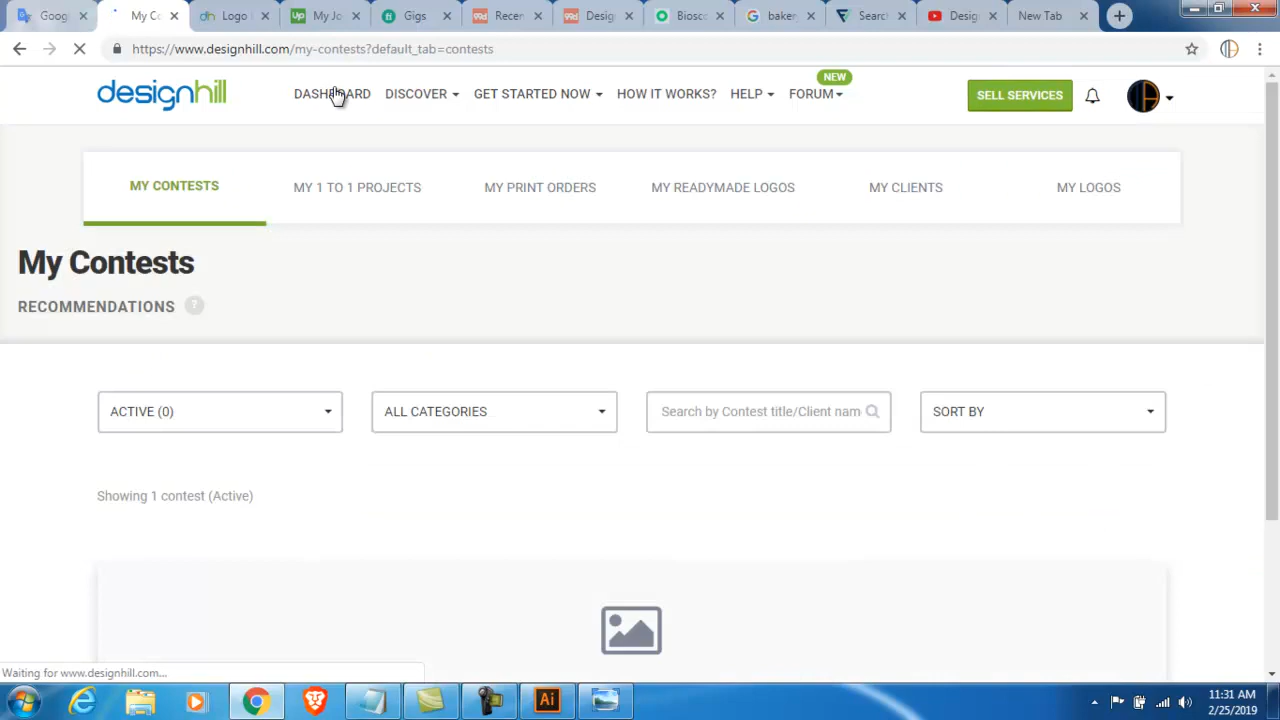 Goog
My Co
Logo
My Jo
Gigs
Recen
Design
Biosco
baker
Search
Desig
New Tab
https://www.designhill.com/my-contests?default_tab=contests
designhill
DASHBOARD
DISCOVER
GET STARTED NOW
HOW IT WORKS?
HELP
FORUM
NEW
SELL SERVICES
MY CONTESTS
MY 1 TO 1 PROJECTS
MY PRINT ORDERS
MY READYMADE LOGOS
MY CLIENTS
MY LOGOS
My Contests
RECOMMENDATIONS ?
ACTIVE (0)
ALL CATEGORIES
Search by Contest title/Client nam
SORT BY
Showing 1 contest (Active)
Waiting for www.designhill.com...
Ai
11:31 AM
2/25/2019